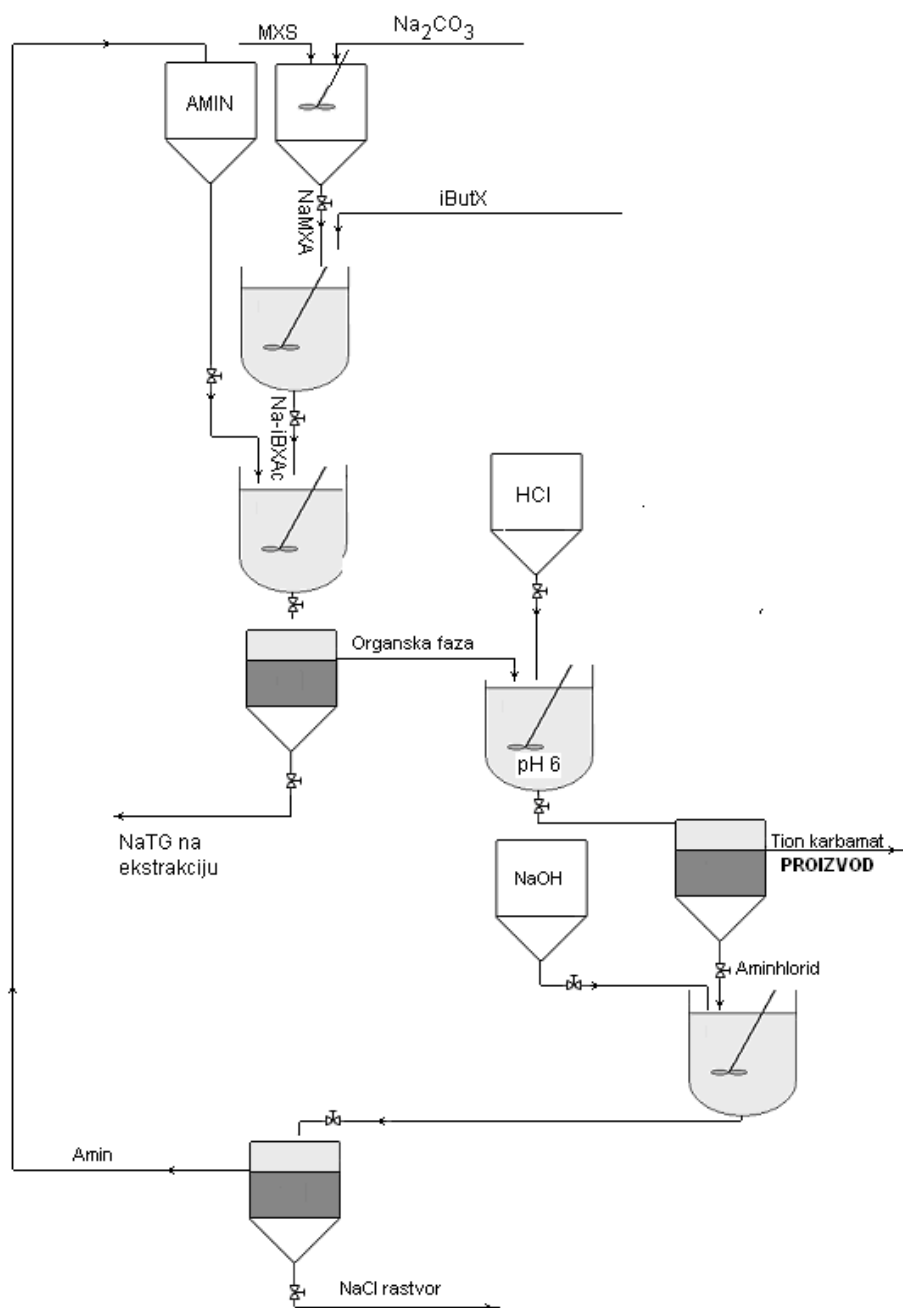 MXS
Na₂CO₃
AMIN
NaMXA
iButX
Na-iBXAc
HCl
Organska faza
pH 6
NaTG na
ekstrakciju
Tion karbamat
PROIZVOD
NaOH
Aminhlorid
Amin
NaCl rastvor